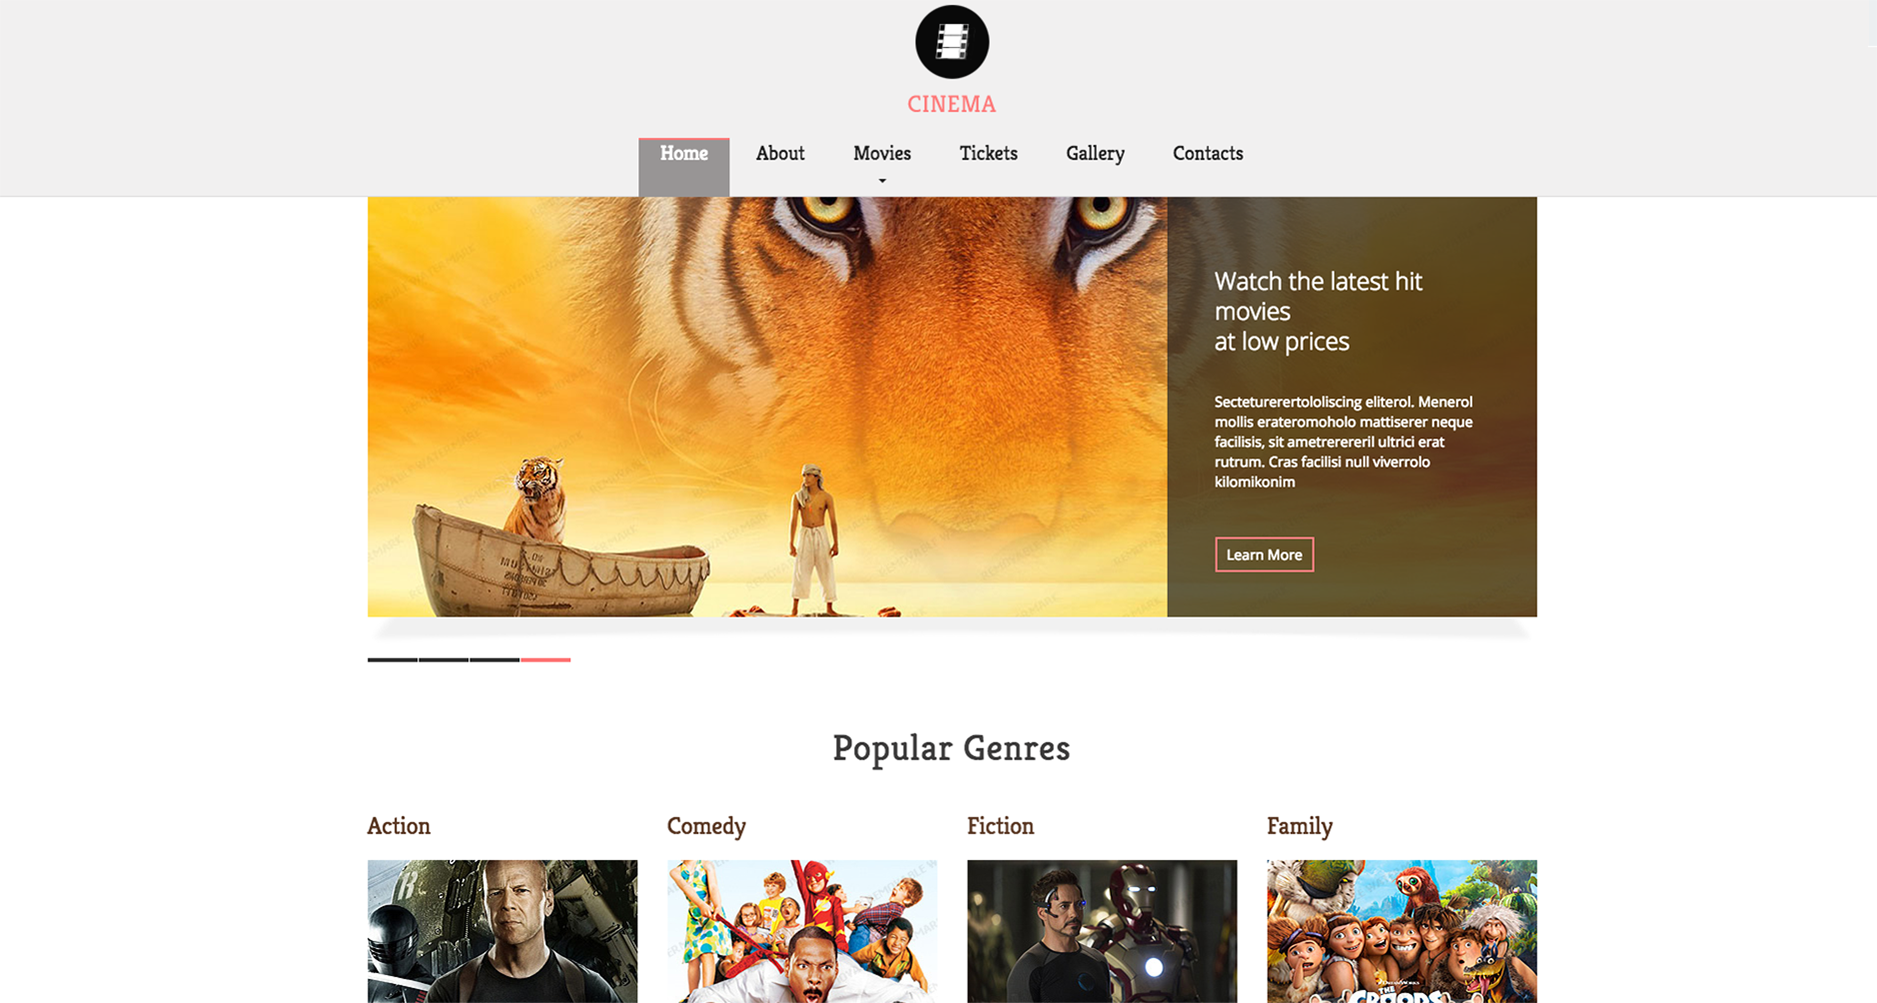 CINEMA
Home About Movies Tickets Gallery Contacts
Watch the latest hit
movies
at low prices
Secteturerertololiscing eliterol. Menerol
mollis erateromoholo mattiserer neque
facilisis, sit ametrerereril ultrici erat
rutrum. Cras facilisi null viverrolo
kilomikonim
Learn More
Popular Genres
Action Comedy Fiction Family
THE
CROODS